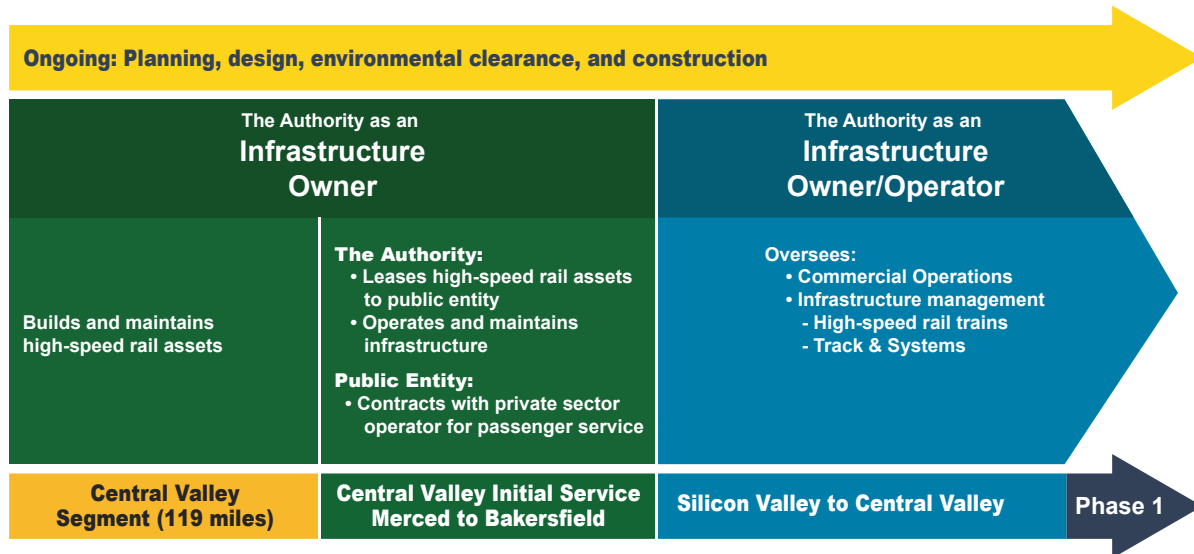 Ongoing: Planning, design, environmental clearance, and construction
The Authority as an
Infrastructure
Owner
The Authority as an
Infrastructure
Owner/Operator
Builds and maintains
high-speed rail assets
The Authority:
• Leases high-speed rail assets
to public entity
• Operates and maintains
infrastructure
Public Entity:
• Contracts with private sector
operator for passenger service
Oversees:
• Commercial Operations
• Infrastructure management
- High-speed rail trains
- Track & Systems
Central Valley
Segment (119 miles)
Central Valley Initial Service
Merced to Bakersfield
Silicon Valley to Central Valley
Phase 1